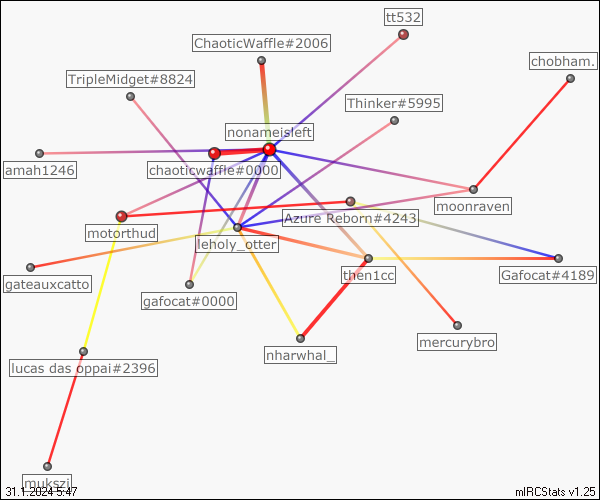 tt532
ChaoticWaffle#2006
chobham.
TripleMidget#8824
Thinker#5995
nonameisleft
amah1246
chaoticwaffle#0000
moonraven
Azure Reborn#4243
motorthud
leholy_otter
then1cc
Gafocat#4189
gateauxcatto
gafocat#0000
mercurybro
nharwhal_
lucas das oppai#2396
mukszi
31.1.2024 5:47
mIRCStats v1.25